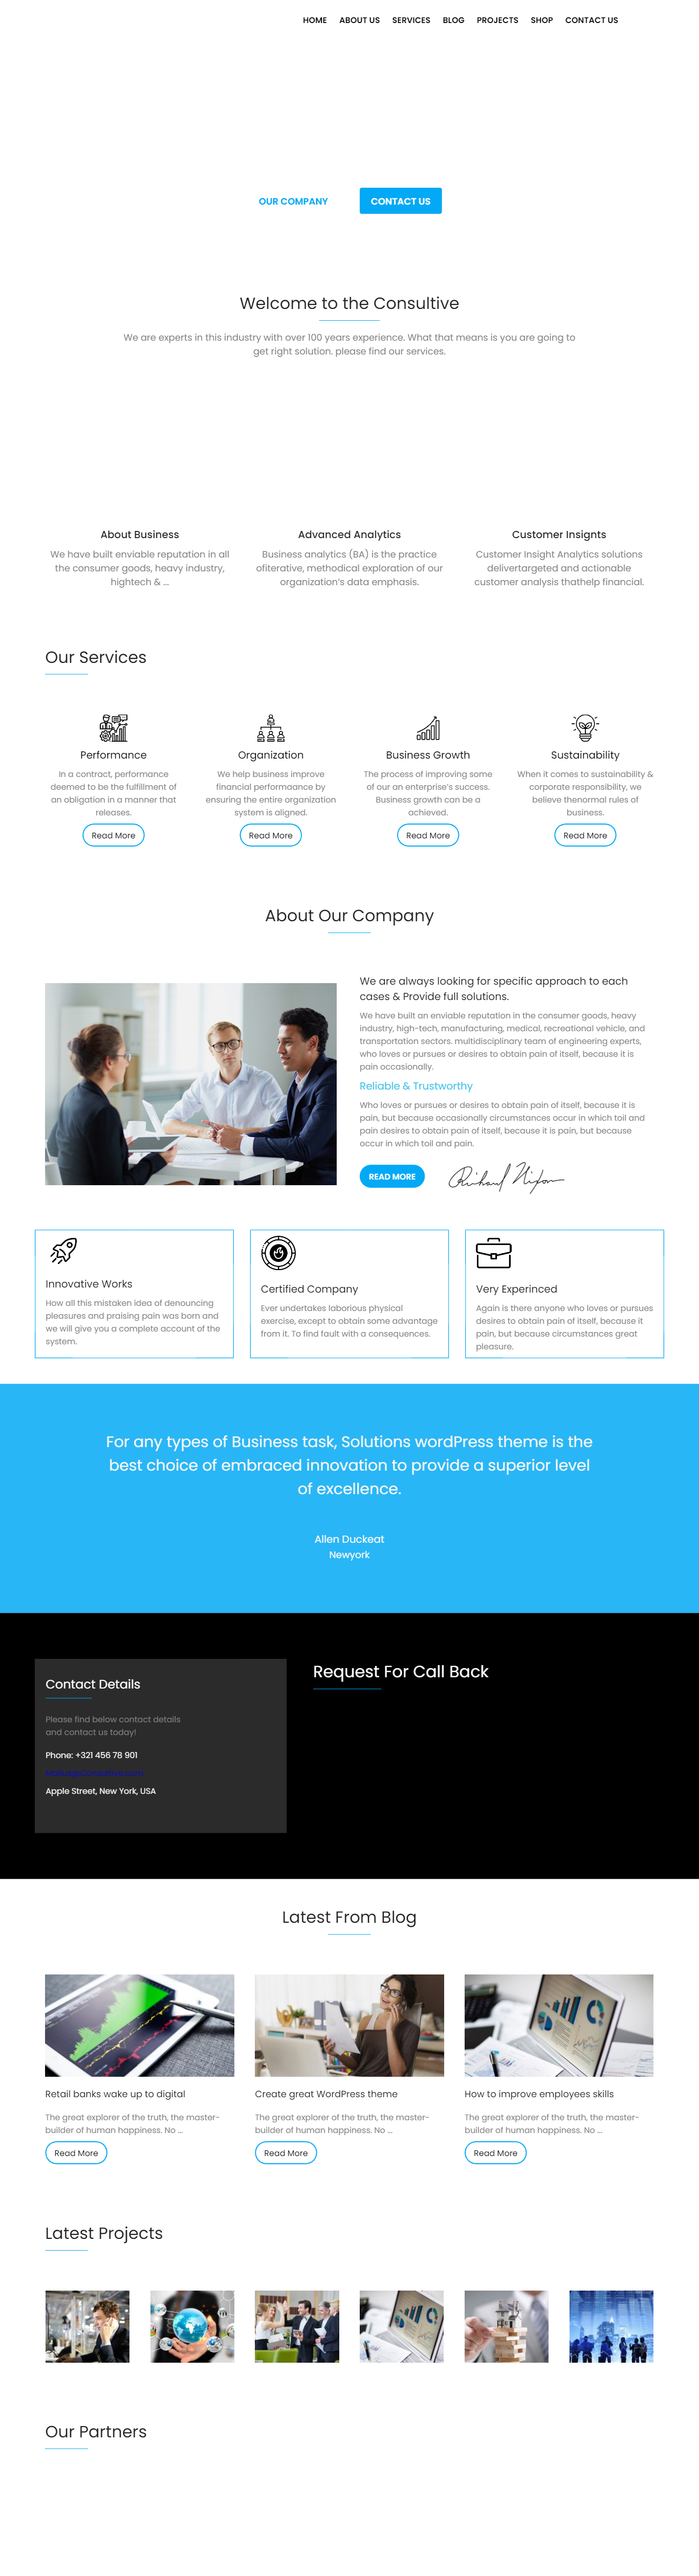 HOME ABOUT US SERVICES BLOG PROJECTS SHOP CONTACT US
OUR COMPANY CONTACT US
Welcome to the Consultive
We are experts in this industry with over 100 years experience. What that means is you are going to
get right solution. please find our services.
About Business
We have built enviable reputation in all
the consumer goods, heavy industry,
hightech & ...
Advanced Analytics
Business analytics (BA) is the practice
ofiterative, methodical exploration of our
organization's data emphasis.
Customer Insignts
Customer Insight Analytics solutions
delivertargeted and actionable
customer analysis thathelp financial.
Our Services
Performance
In a contract, performance
deemed to be the fulfillment of
an obligation in a manner that
releases.
Read More
Organization
We help business improve
financial performaance by
ensuring the entire organization
system is aligned.
Read More
Business Growth
The process of improving some
of our an enterprise's success.
Business growth can be a
achieved.
Read More
Sustainability
When it comes to sustainability &
corporate responsibility, we
believe thenormal rules of
business.
Read More
About Our Company
We are always looking for specific approach to each
cases & Provide full solutions.
We have built an enviable reputation in the consumer goods, heavy
industry, high-tech, manufacturing, medical, recreational vehicle, and
transportation sectors. multidisciplinary team of engineering experts,
who loves or pursues or desires to obtain pain of itself, because it is
pain occasionally.
Reliable & Trustworthy
Who loves or pursues or desires to obtain pain of itself, because it is
pain, but because occasionally circumstances occur in which toil and
pain desires to obtain pain of itself, because it is pain, but because
occur in which toil and pain.
READ MORE
Richard Nixon
Innovative Works
How all this mistaken idea of denouncing
pleasures and praising pain was born and
we will give you a complete account of the
system.
Certified Company
Ever undertakes laborious physical
exercise, except to obtain some advantage
from it. To find fault with a consequences.
Very Experinced
Again is there anyone who loves or pursues
desires to obtain pain of itself, because it
pain, but because circumstances great
pleasure.
For any types of Business task, Solutions wordPress theme is the
best choice of embraced innovation to provide a superior level
of excellence.
Allen Duckeat
Newyork
Contact Details
Please find below contact details
and contact us today!
Phone: +321 456 78 901
Apple Street, New York, USA
Request For Call Back
Latest From Blog
Retail banks wake up to digital
The great explorer of the truth, the master-
builder of human happiness. No ...
Read More
Create great WordPress theme
The great explorer of the truth, the master-
builder of human happiness. No ...
Read More
How to improve employees skills
The great explorer of the truth, the master-
builder of human happiness. No ...
Read More
Latest Projects
Our Partners